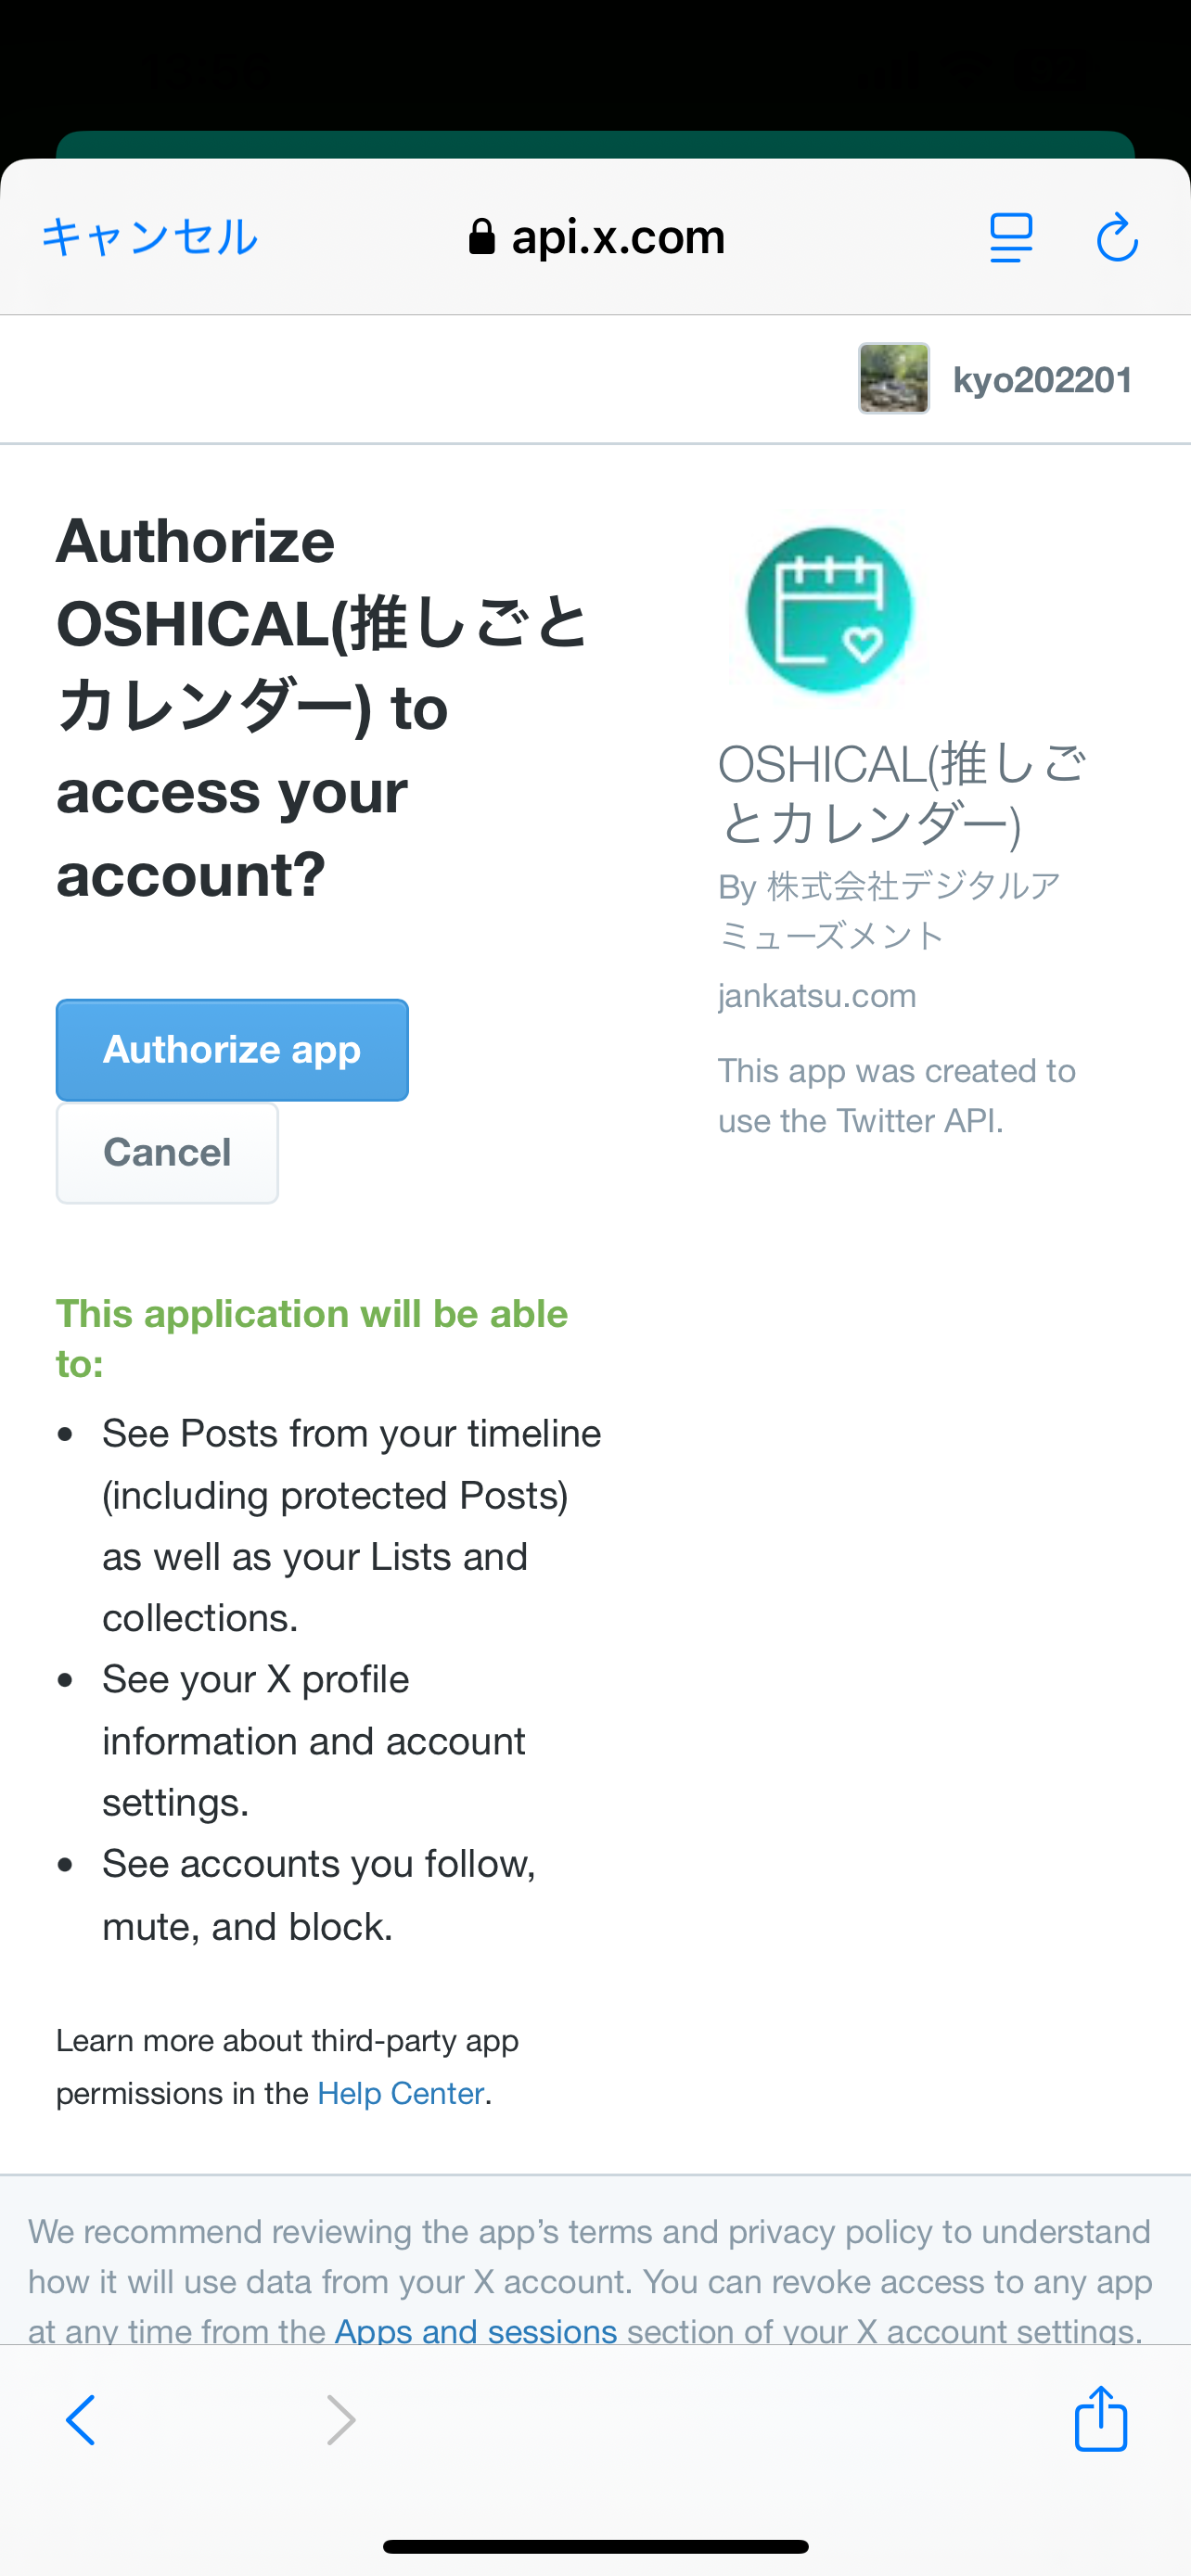 キャンセル
api.x.com
kyo202201
Authorize
OSHICAL(推しごと
カレンダー) to
access your
account?
Authorize app
Cancel
OSHICAL(推しご
とカレンダー)
By 株式会社デジタルア
ミューズメント
jankatsu.com
This app was created to
use the Twitter API.
This application will be able
to:
• See Posts from your timeline
(including protected Posts)
as well as your Lists and
collections.
• See your X profile
information and account
settings.
• See accounts you follow,
mute, and block.
Learn more about third-party app
permissions in the Help Center.
We recommend reviewing the app’s terms and privacy policy to understand
how it will use data from your X account. You can revoke access to any app
at any time from the Apps and sessions section of your X account settings.